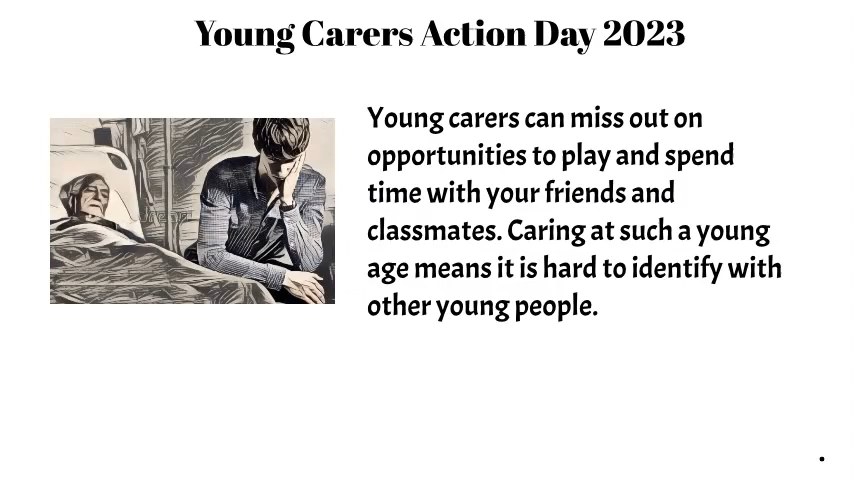 Young Carers Action Day 2023
Young carers can miss out on
opportunities to play and spend
time with your friends and
classmates. Caring at such a young
age means it is hard to identify with
other young people.
.